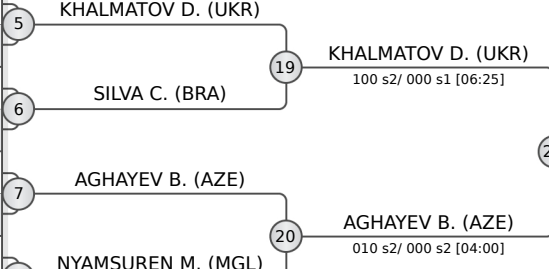 KHALMATOV D. (UKR)
5
19
KHALMATOV D. (UKR)
100 s2/ 000 s1 [06:25]
SILVA C. (BRA)
6
AGHAYEV B. (AZE)
7
20
AGHAYEV B. (AZE)
010 s2/ 000 s2 [04:00]
NYAMSUREN M. (MGL)